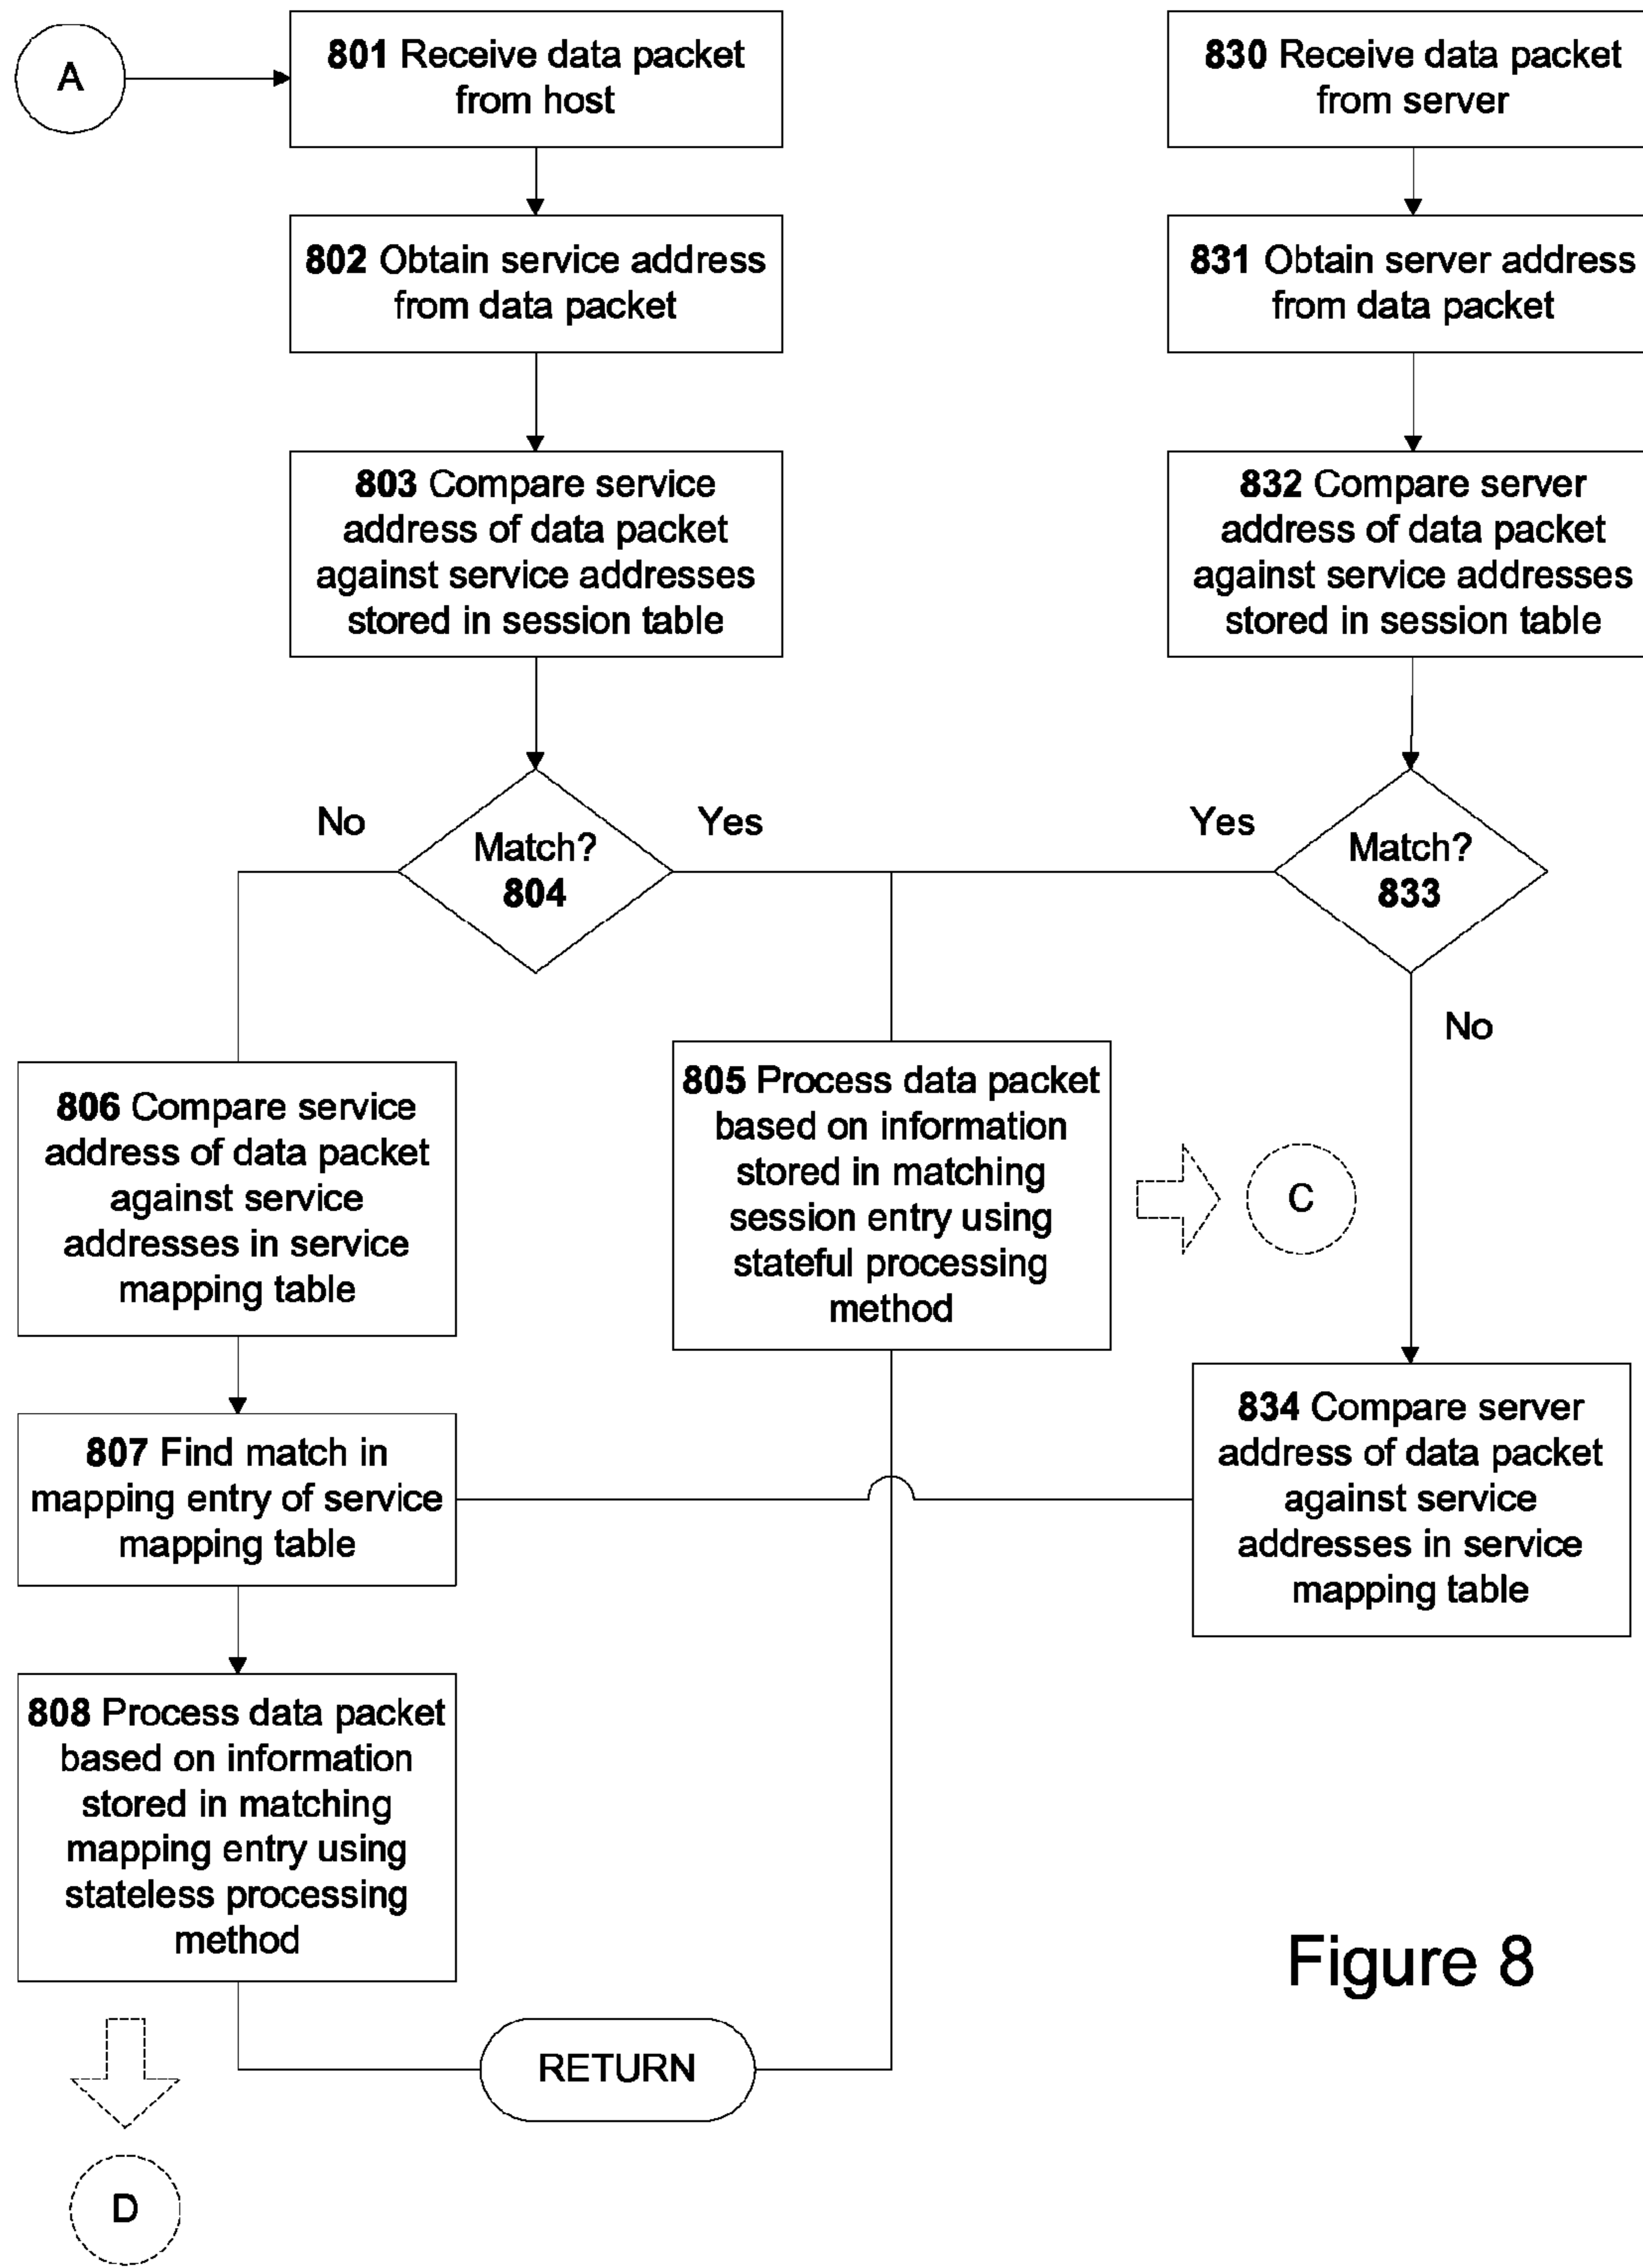 A
801 Receive data packet
from host
802 Obtain service address
from data packet
803 Compare service
address of data packet
against service addresses
stored in session table
No
Match?
804
Yes
806 Compare service
address of data packet
against service
addresses in service
mapping table
807 Find match in
mapping entry of service
mapping table
808 Process data packet
based on information
stored in matching
mapping entry using
stateless processing
method
D
RETURN
805 Process data packet
based on information
stored in matching
session entry using
stateful processing
method
C
830 Receive data packet
from server
831 Obtain server address
from data packet
832 Compare server
address of data packet
against service addresses
stored in session table
Yes
Match?
833
No
834 Compare server
address of data packet
against service
addresses in service
mapping table
Figure 8